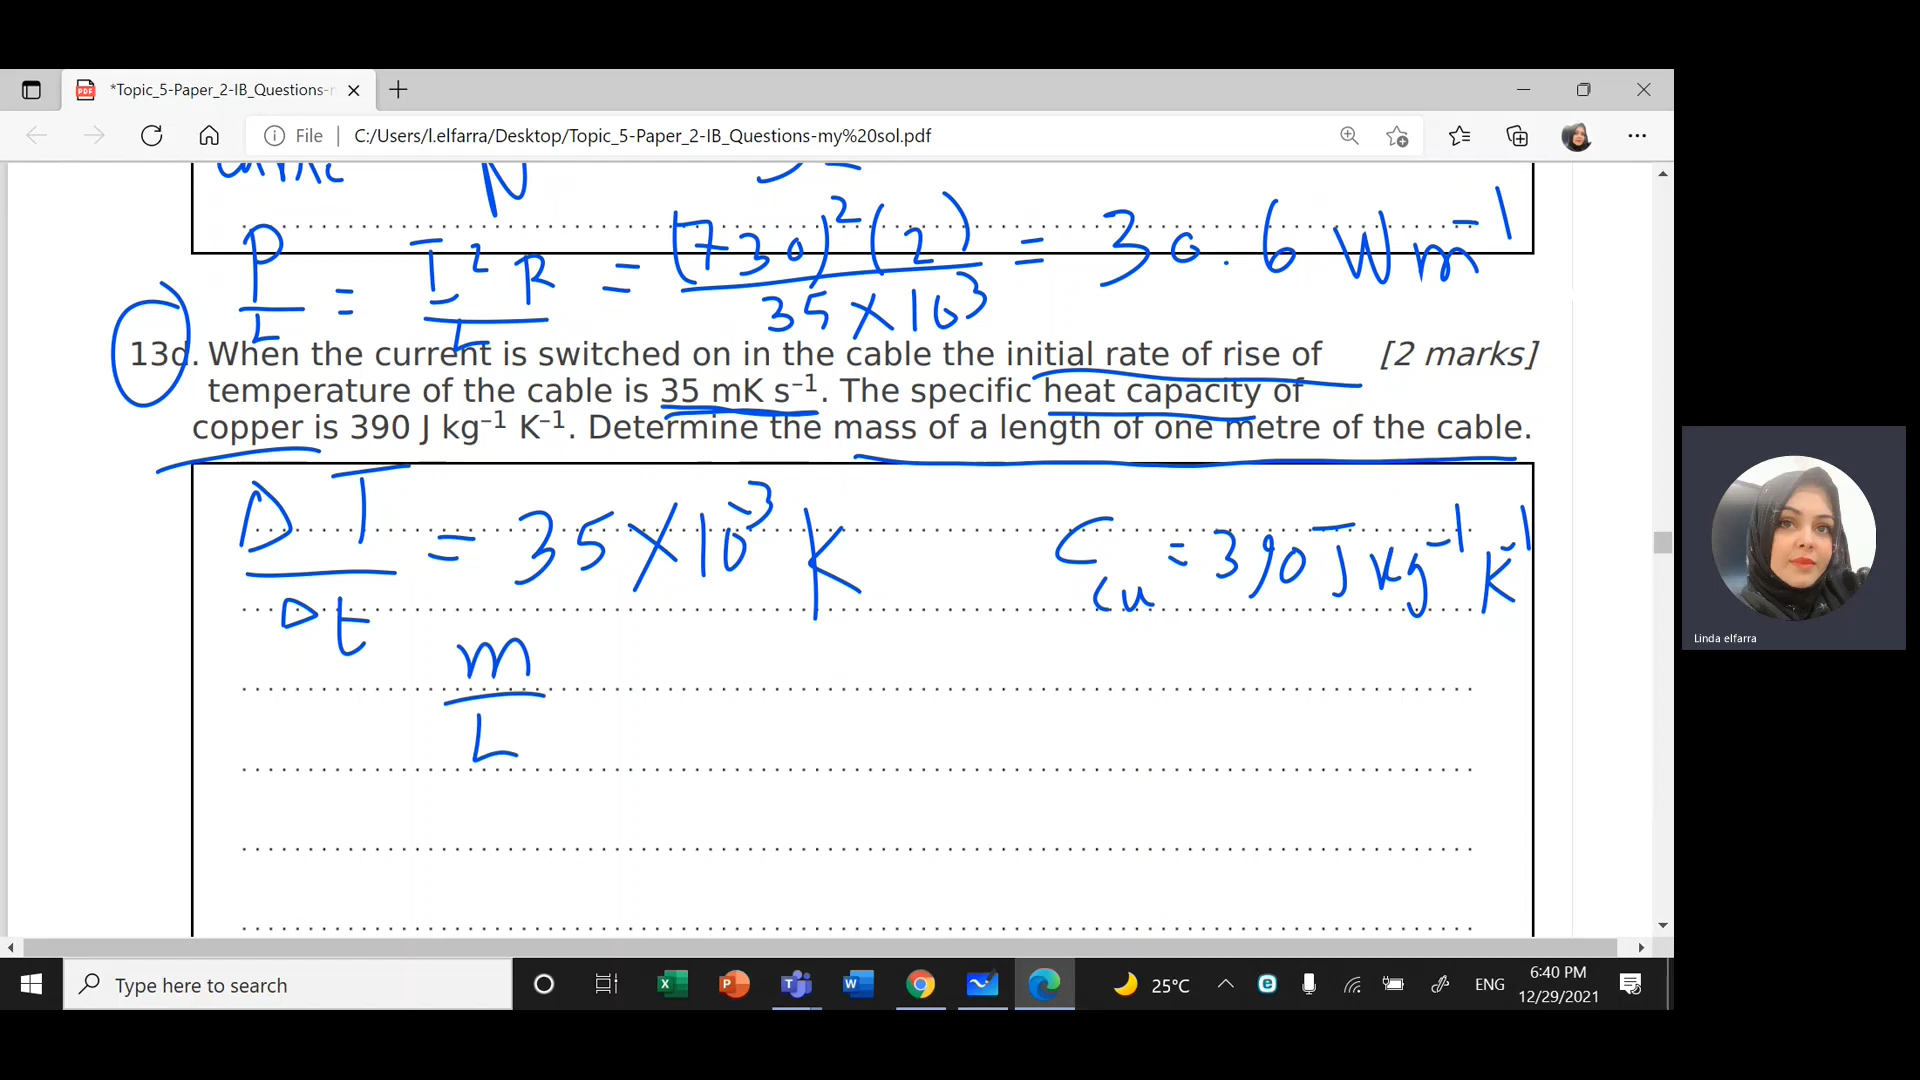 *Topic_5-Paper_2-IB_Questions-m
File | C:/Users/l.elfarra/Desktop/Topic_5-Paper_2-IB_Questions-my%20sol.pdf
P/L = I²R/L = (730)²(2)/35×10³ = 30.6 Wm⁻¹
13d. When the current is switched on in the cable the initial rate of rise of [2 marks]
temperature of the cable is 35 mK s⁻¹. The specific heat capacity of
copper is 390 J kg⁻¹ K⁻¹. Determine the mass of a length of one metre of the cable.
ΔT/Δt = 35×10⁻³ K C_cu = 390 J kg⁻¹ K⁻¹
m/L
Linda elfarra
Type here to search
25°C ENG 6:40 PM
12/29/2021